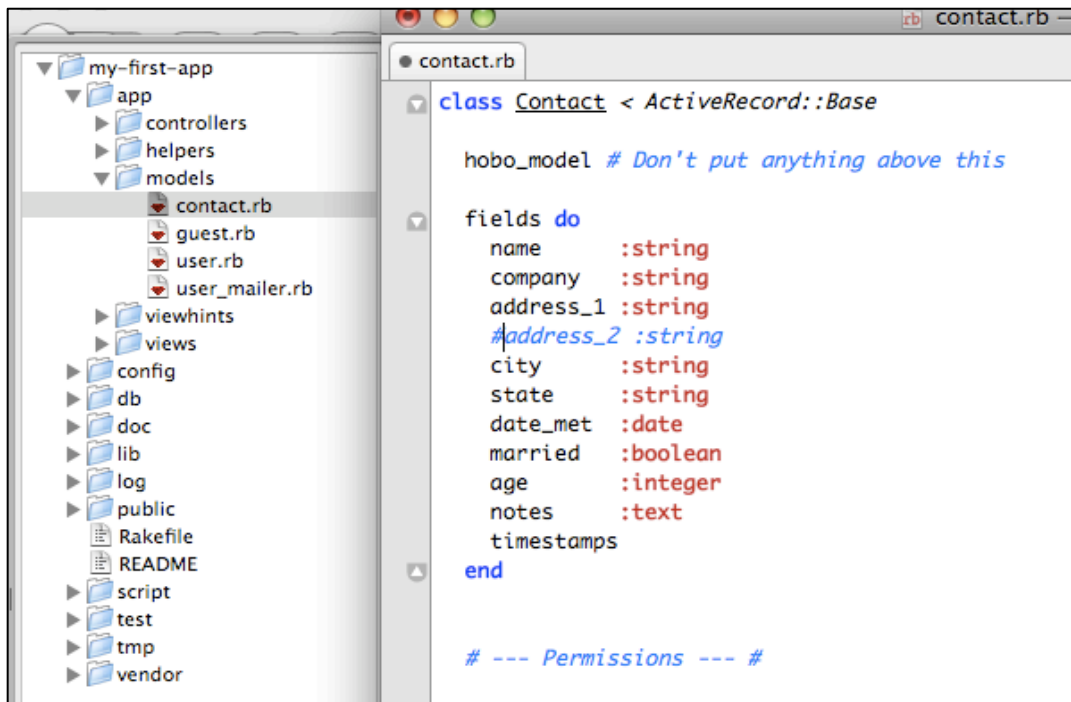 my-first-app
app
controllers
helpers
models
contact.rb
guest.rb
user.rb
user_mailer.rb
viewhints
views
config
db
doc
lib
log
public
Rakefile
README
script
test
tmp
vendor
contact.rb —
contact.rb
class Contact < ActiveRecord::Base
hobo_model # Don't put anything above this
fields do
name :string
company :string
address_1 :string
#address_2 :string
city :string
state :string
date_met :date
married :boolean
age :integer
notes :text
timestamps
end
# --- Permissions --- #